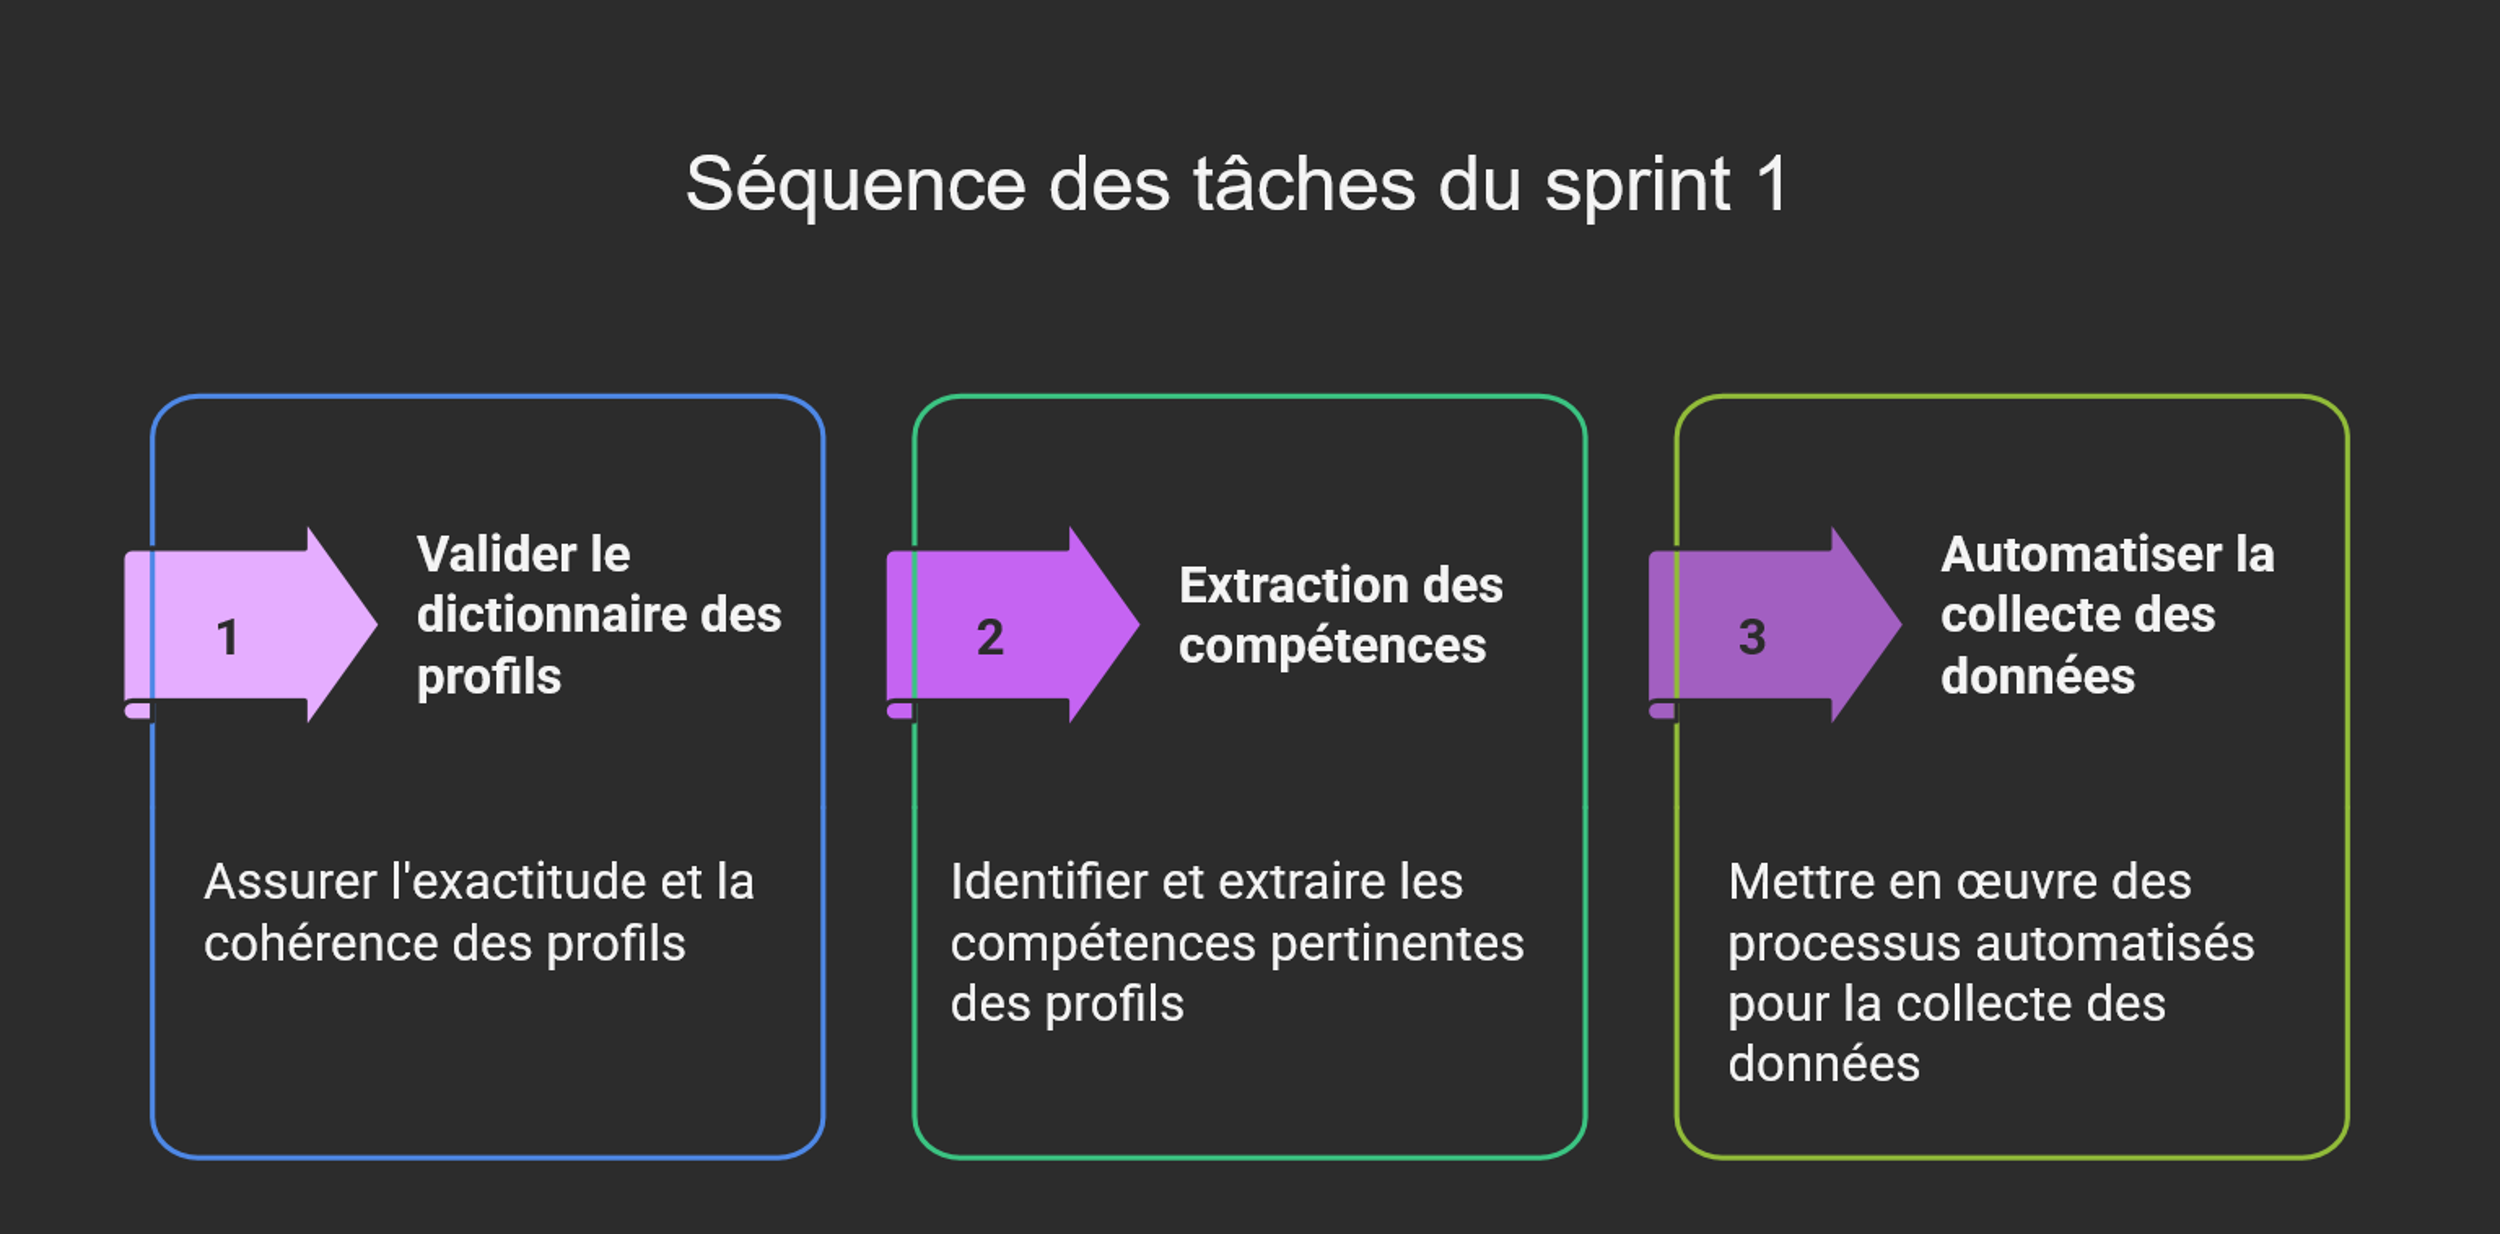 Séquence des tâches du sprint 1
1
Valider le
dictionnaire des
profils
Assurer l'exactitude et la
cohérence des profils
2
Extraction des
compétences
Identifier et extraire les
compétences pertinentes
des profils
3
Automatiser la
collecte des
données
Mettre en œuvre des
processus automatisés
pour la collecte des
données